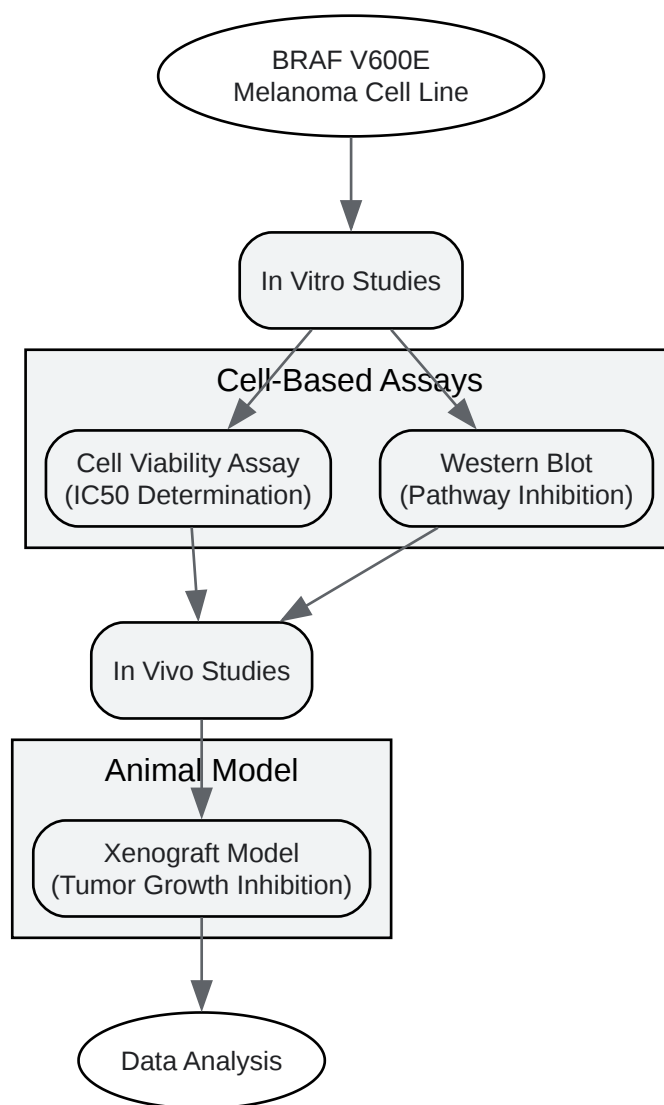 BRAF V600E
Melanoma Cell Line
In Vitro Studies
Cell-Based Assays
Cell Viability Assay
(IC50 Determination)
Western Blot
(Pathway Inhibition)
In Vivo Studies
Animal Model
Xenograft Model
(Tumor Growth Inhibition)
Data Analysis